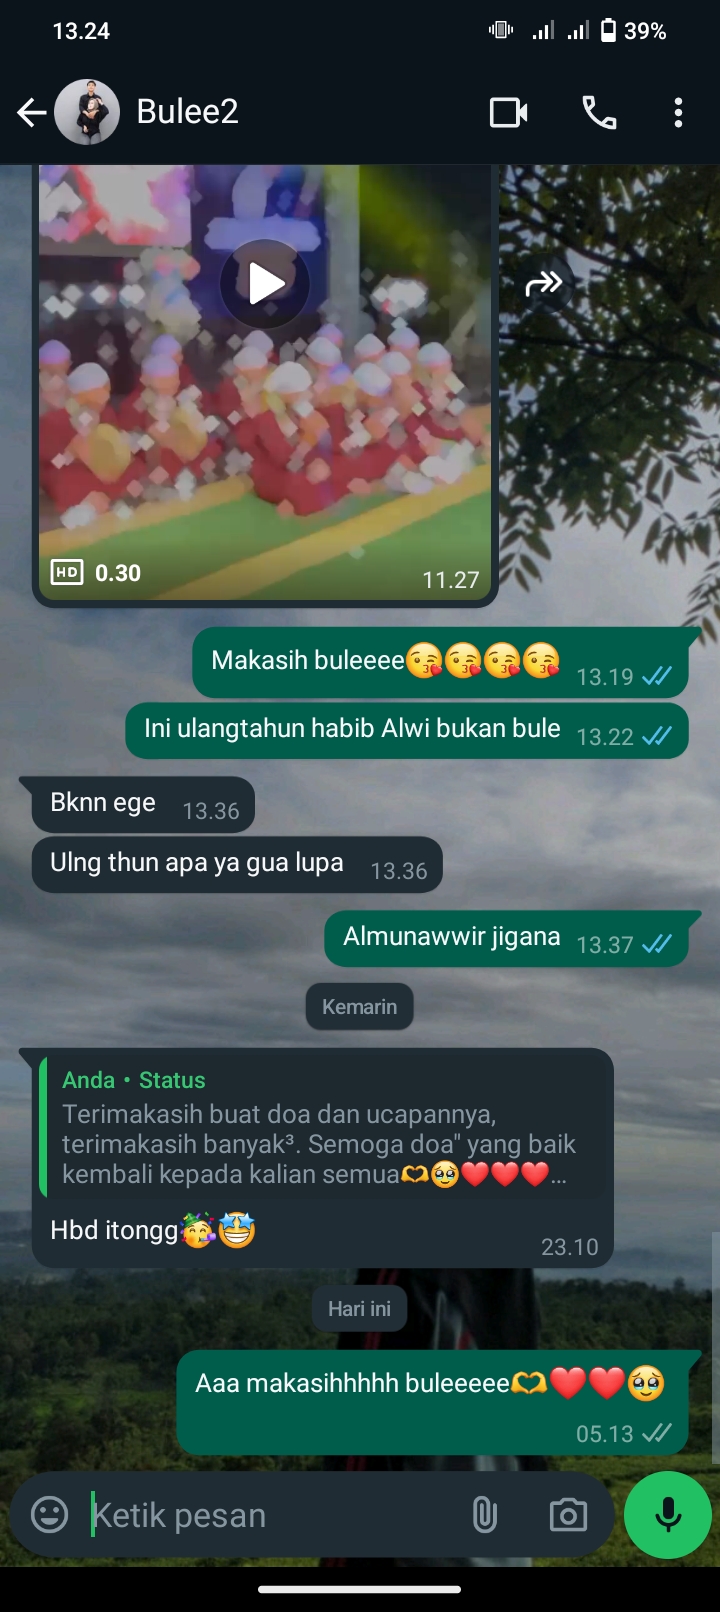 13.24
39%
Bulee2
HD 0.30
11.27
Makasih buleeee😘😘😘😘 13.19
Ini ulangtahun habib Alwi bukan bule 13.22
Bknn ege 13.36
Ulng thun apa ya gua lupa 13.36
Almunawwir jigana 13.37
Kemarin
Anda • Status
Terimakasih buat doa dan ucapannya,
terimakasih banyak³. Semoga doa" yang baik
kembali kepada kalian semua🫶🥹❤️❤️❤️...
Hbd itongg🥳🤩
23.10
Hari ini
Aaa makasihhhhh buleeeee🫶❤️❤️🥹
05.13
Ketik pesan